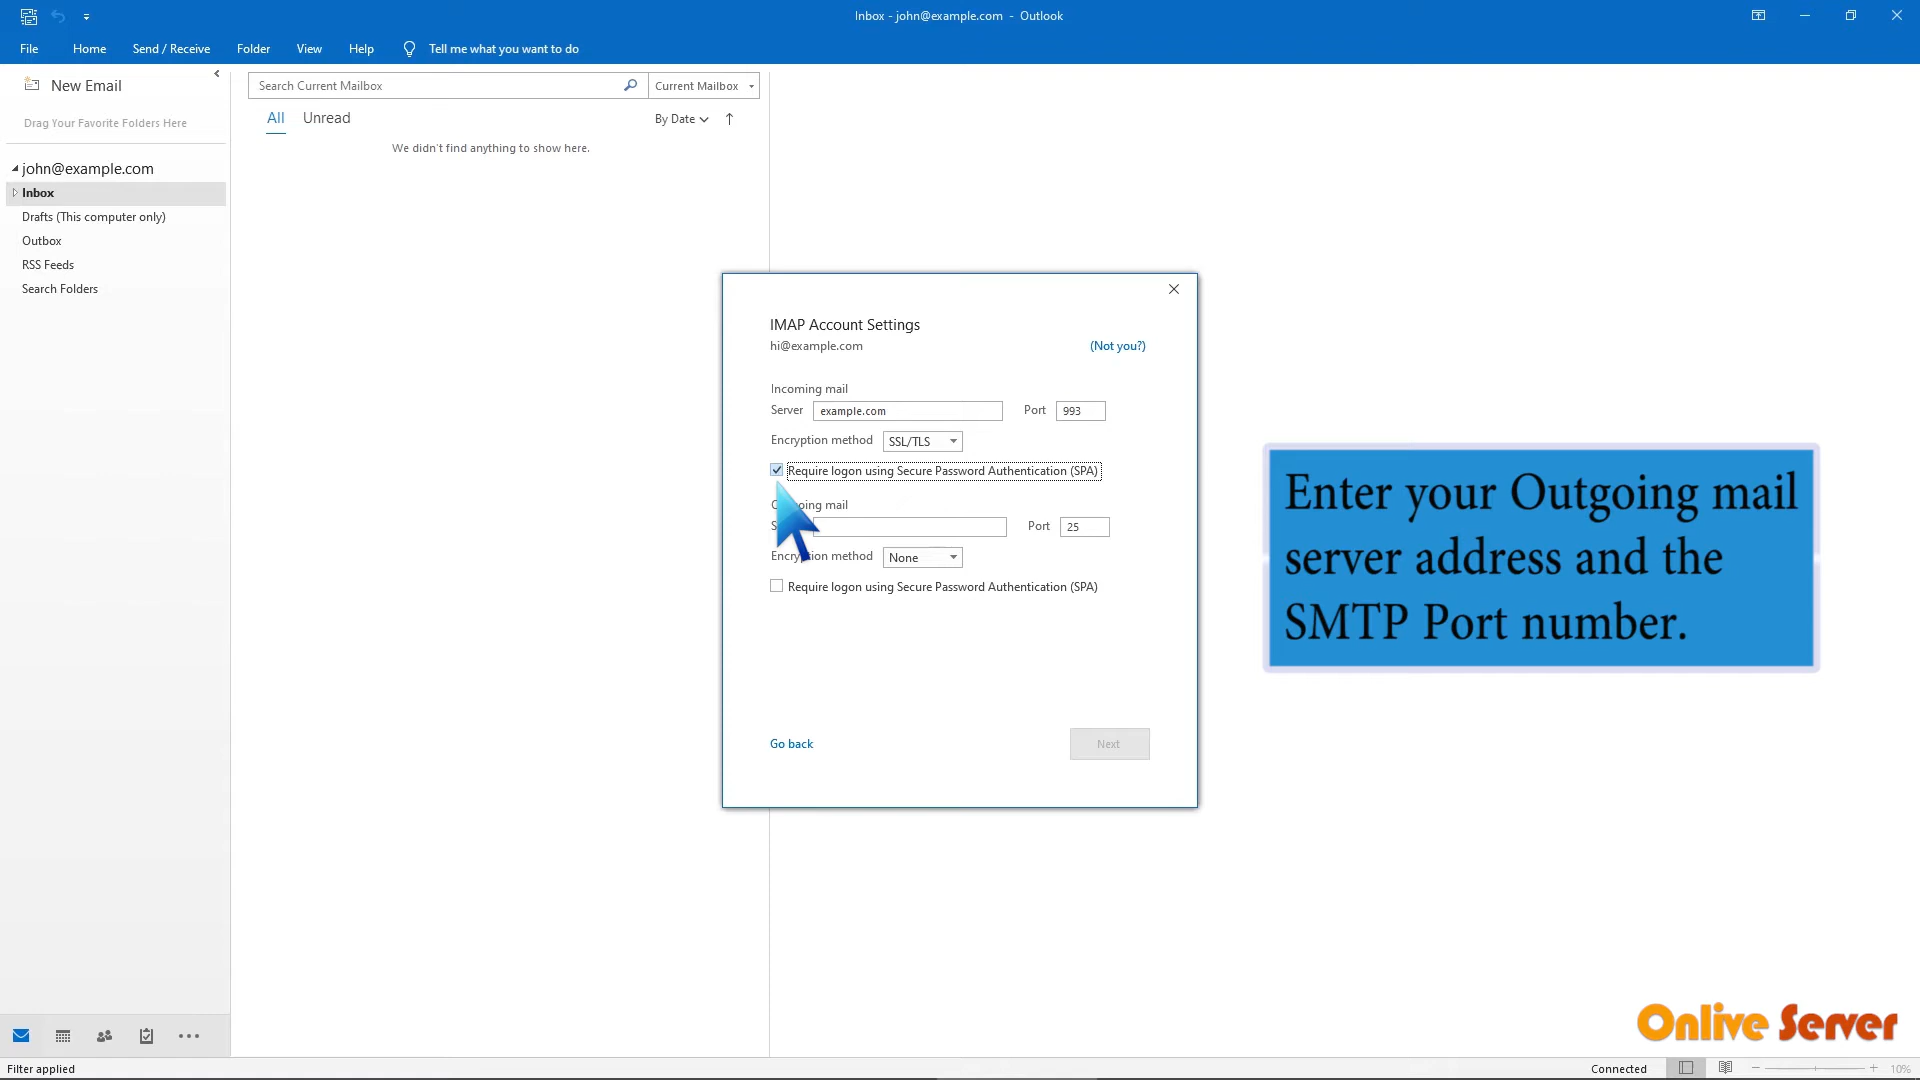 Inbox - john@example.com - Outlook
File Home Send / Receive Folder View Help Tell me what you want to do
New Email
Drag Your Favorite Folders Here
john@example.com
Inbox
Drafts (This computer only)
Outbox
RSS Feeds
Search Folders
Search Current Mailbox Current Mailbox
All Unread By Date
We didn't find anything to show here.
IMAP Account Settings
hi@example.com (Not you?)
Incoming mail
Server example.com Port 993
Encryption method SSL/TLS
Require logon using Secure Password Authentication (SPA)
Outgoing mail
Port 25
Encryption method None
Require logon using Secure Password Authentication (SPA)
Go back Next
Enter your Outgoing mail
server address and the
SMTP Port number.
Onlive Server
Filter applied Connected 10%